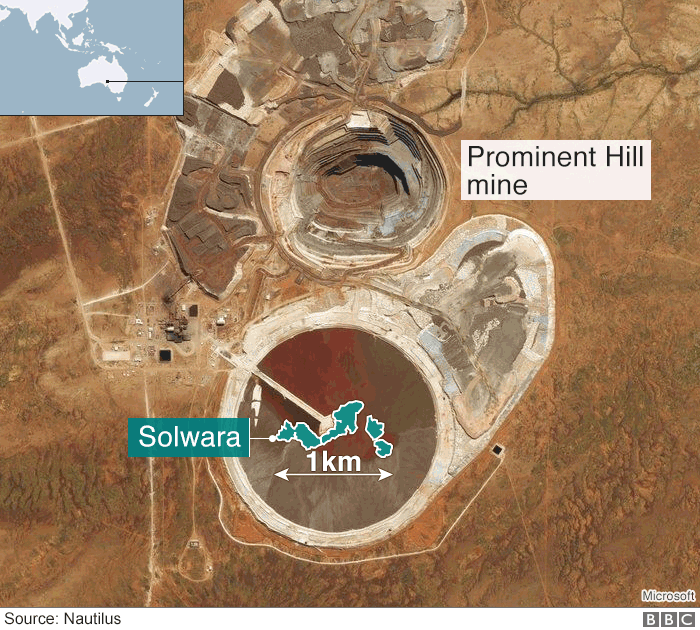 Prominent Hill
mine
Solwara
1km
Microsoft
Source: Nautilus
BBC